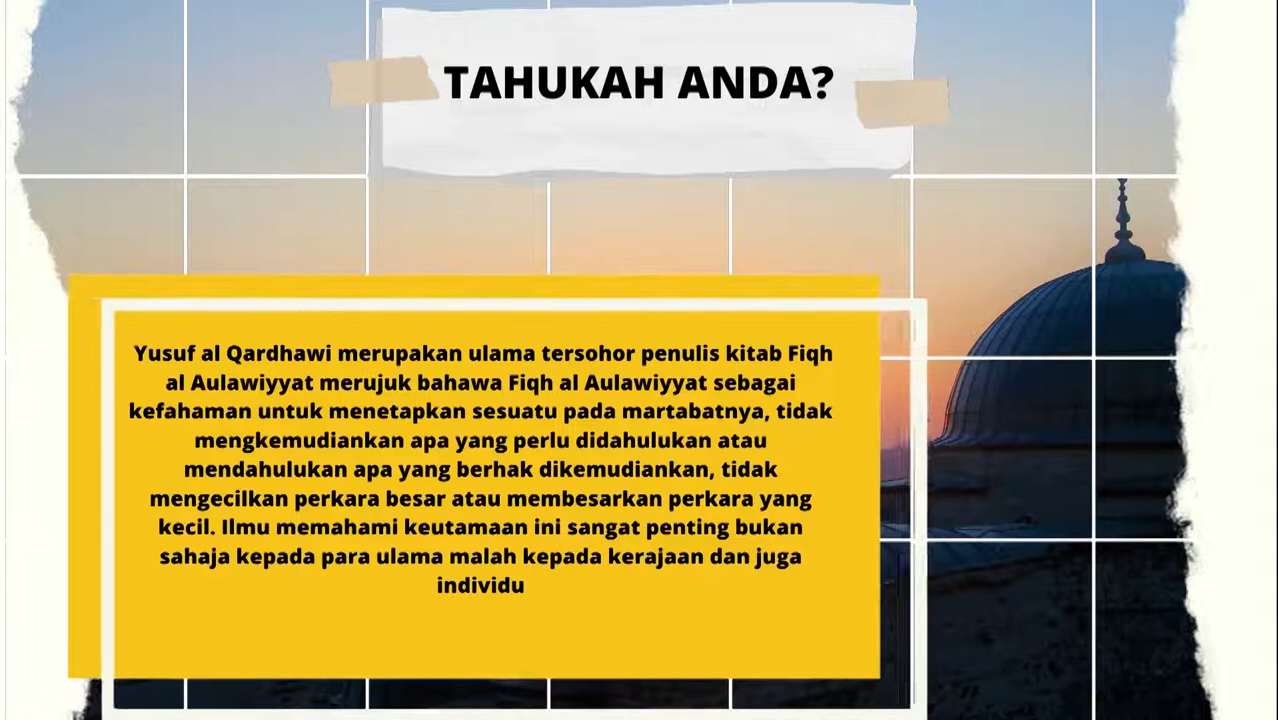 TAHUKAH ANDA?
Yusuf al Qardhawi merupakan ulama tersohor penulis kitab Fiqh
al Aulawiyyat merujuk bahawa Fiqh al Aulawiyyat sebagai
kefahaman untuk menetapkan sesuatu pada martabatnya, tidak
mengkemudiankan apa yang perlu didahulukan atau
mendahulukan apa yang berhak dikemudiankan, tidak
mengecilkan perkara besar atau membesarkan perkara yang
kecil. Ilmu memahami keutamaan ini sangat penting bukan
sahaja kepada para ulama malah kepada kerajaan dan juga
individu